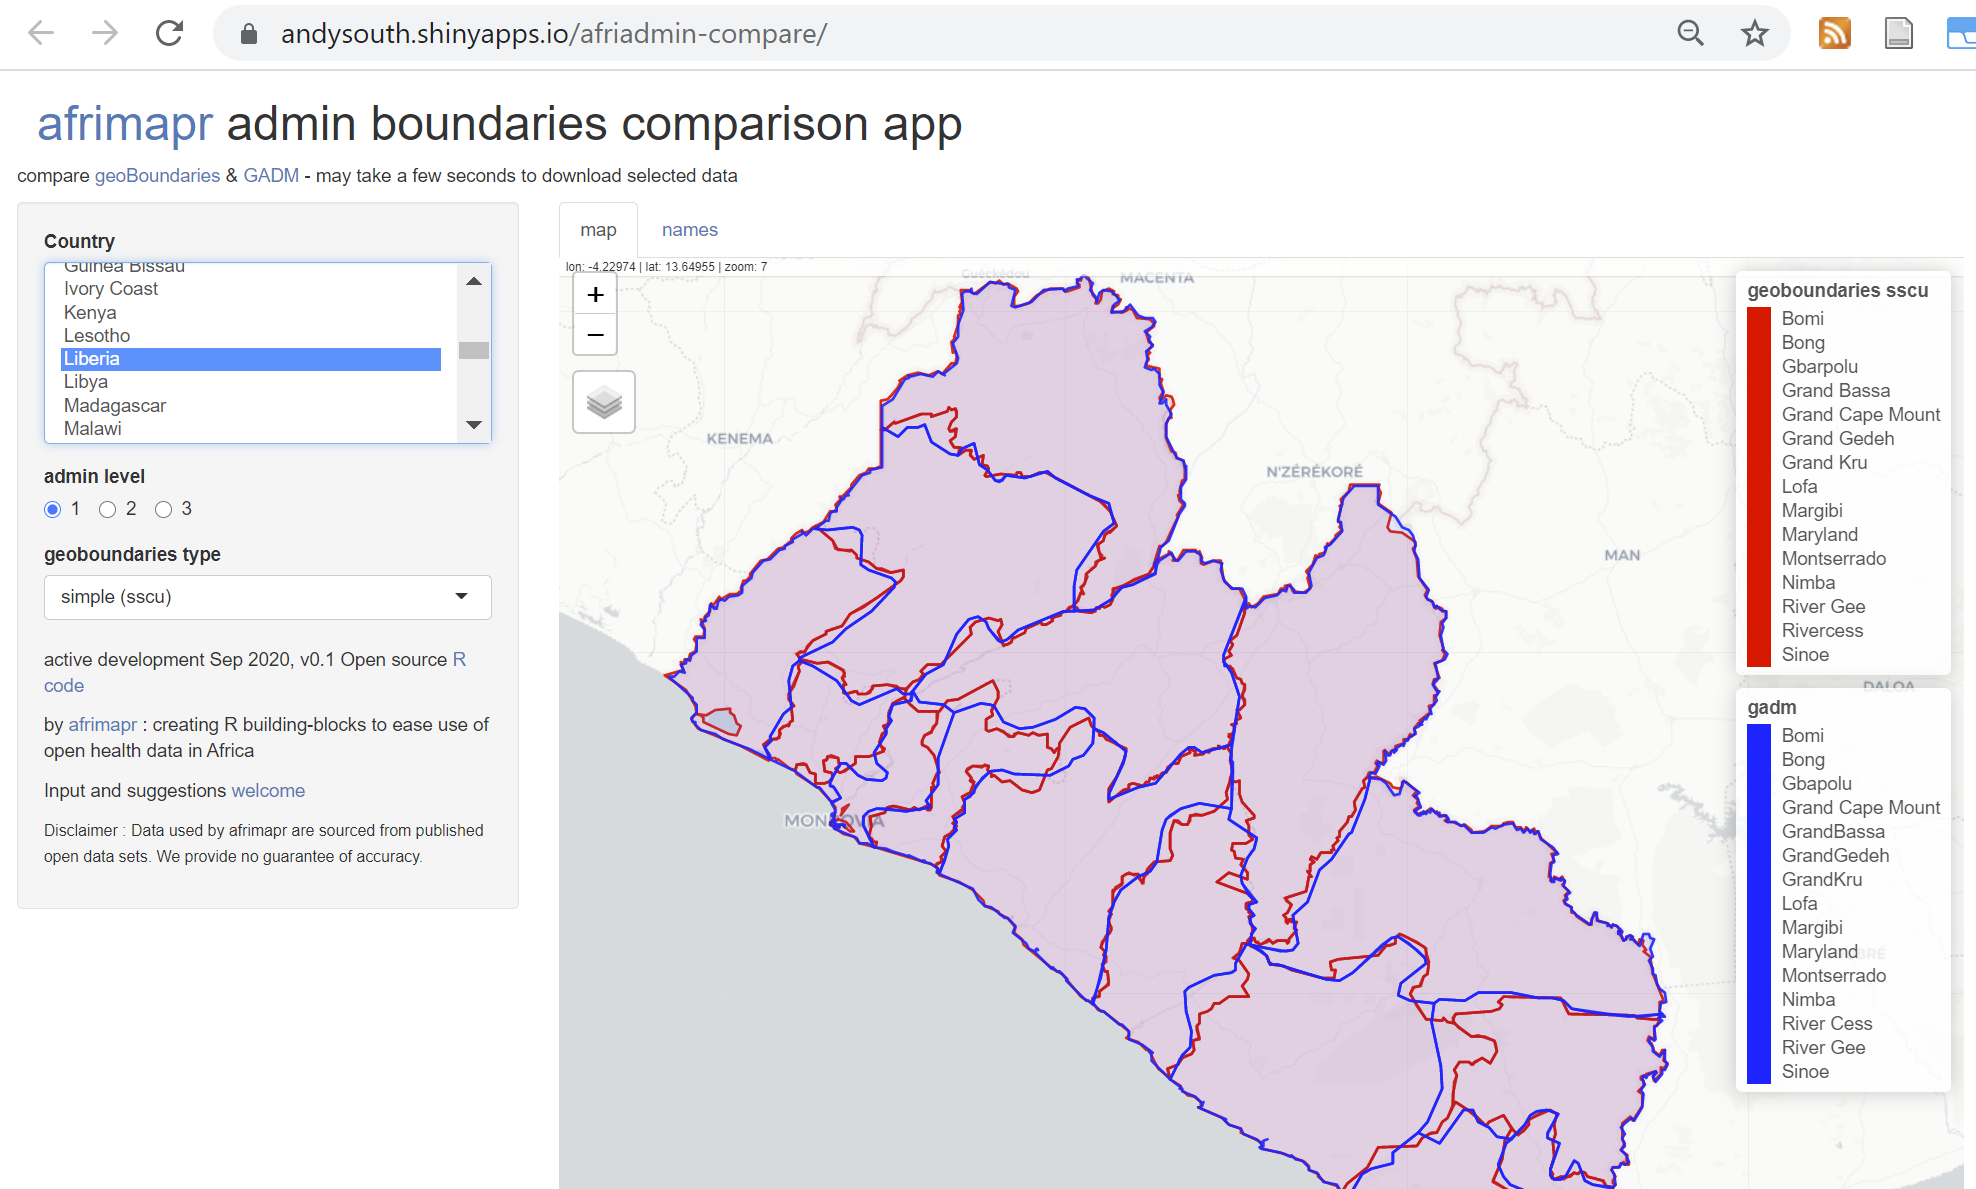 andysouth.shinyapps.io/afriadmin-compare/
afrimapr admin boundaries comparison app
compare geoBoundaries & GADM - may take a few seconds to download selected data
Country
Guinea Bissau
Ivory Coast
Kenya
Lesotho
Liberia
Libya
Madagascar
Malawi
admin level
1 2 3
geoboundaries type
simple (sscu)
active development Sep 2020, v0.1 Open source R
code
by afrimapr : creating R building-blocks to ease use of
open health data in Africa
Input and suggestions welcome
Disclaimer : Data used by afrimapr are sourced from published
open data sets. We provide no guarantee of accuracy.
map names
lon: -4.22974 | lat: 13.64955 | zoom: 7
+
−
Guéckédou
MACENTA
KENEMA
N'ZÉRÉKORÉ
MAN
DALOA
MONROVIA
geoboundaries sscu
Bomi
Bong
Gbarpolu
Grand Bassa
Grand Cape Mount
Grand Gedeh
Grand Kru
Lofa
Margibi
Maryland
Montserrado
Nimba
River Gee
Rivercess
Sinoe
gadm
Bomi
Bong
Gbapolu
Grand Cape Mount
GrandBassa
GrandGedeh
GrandKru
Lofa
Margibi
Maryland
Montserrado
Nimba
River Cess
River Gee
Sinoe